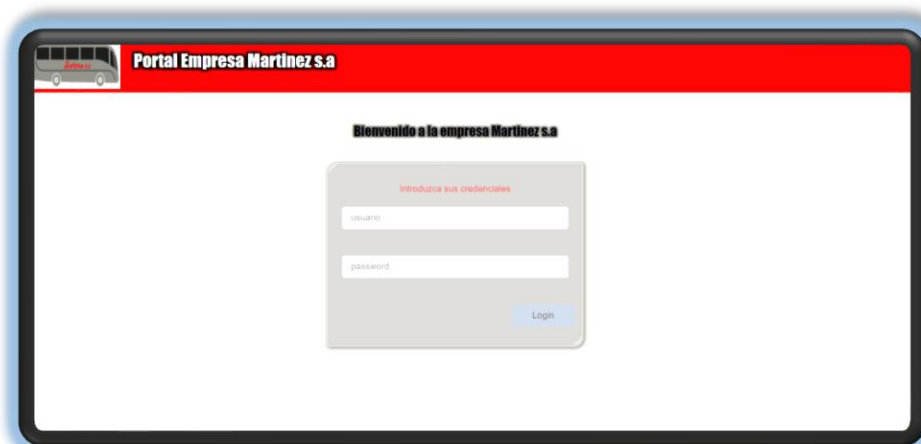 Portal Empresa Martinez s.a
Bienvenido a la empresa Martinez s.a
Introduzca sus credenciales
usuario
password
Login